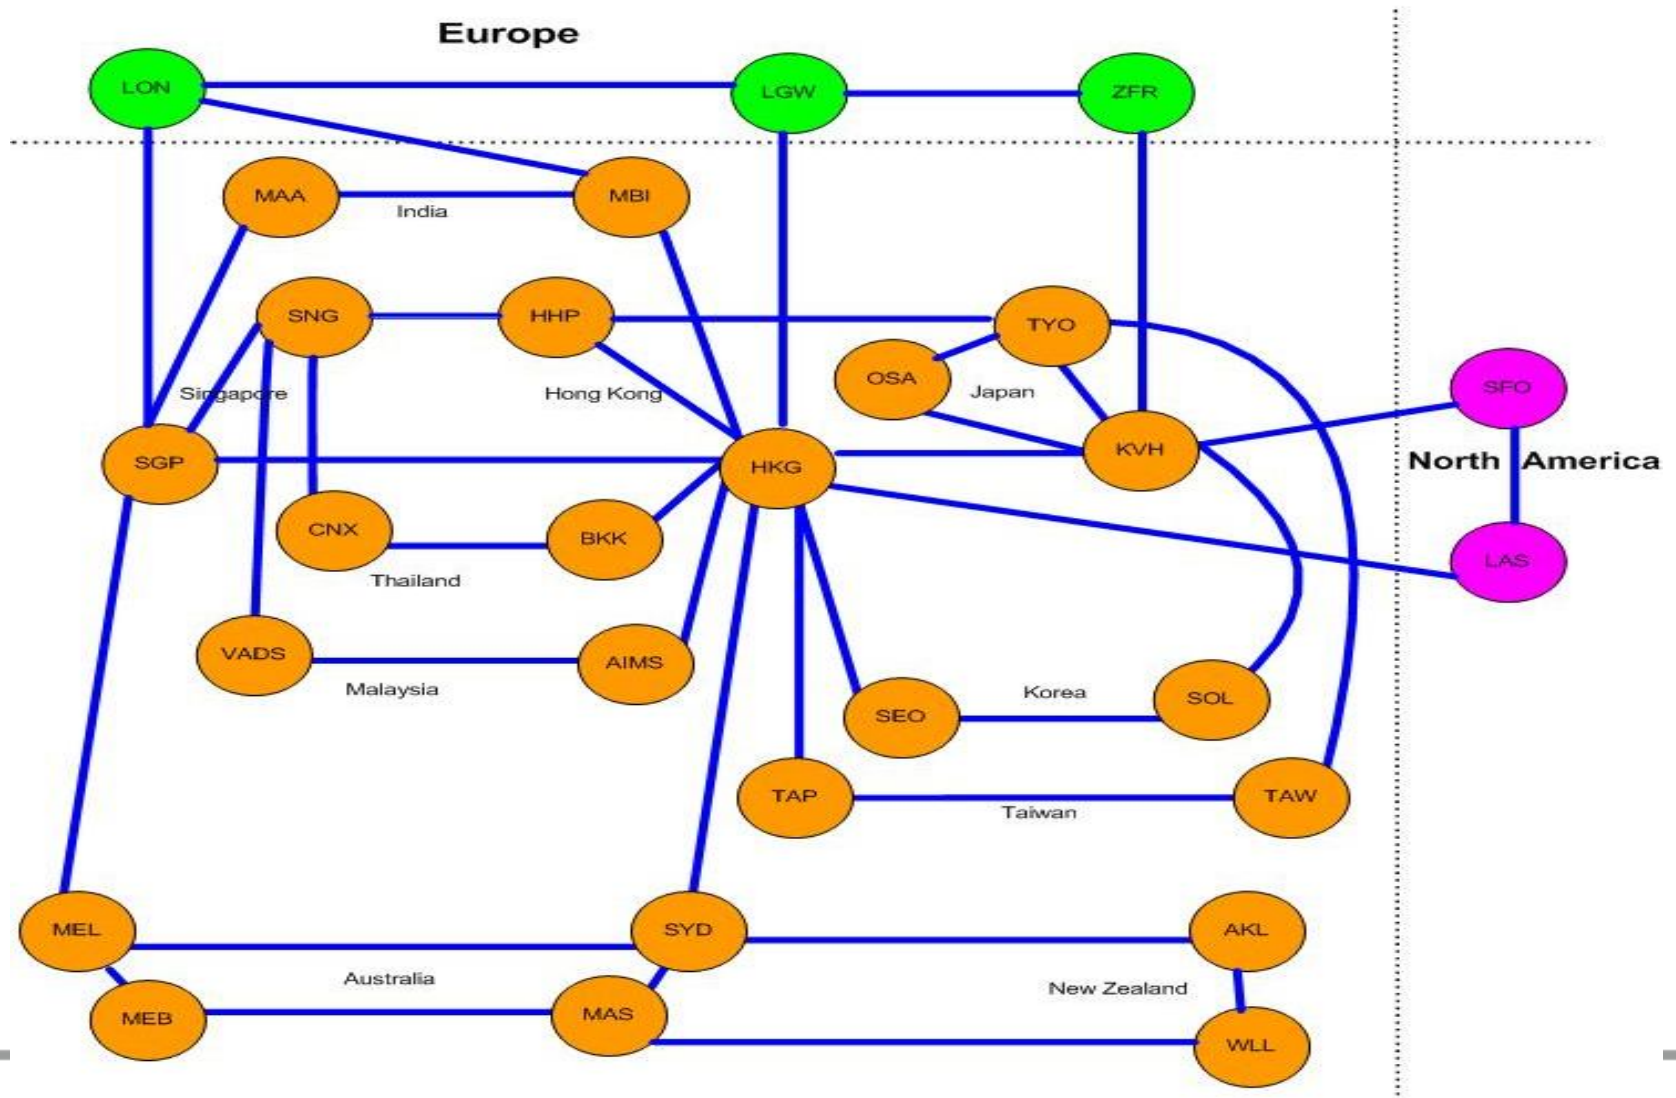 Europe
LON
LGW
ZFR
MAA
India
MBI
SNG
HHP
TYO
OSA
Japan
Singapore
Hong Kong
SFO
SGP
HKG
KVH
North America
CNX
BKK
Thailand
LAS
VADS
AIMS
Malaysia
SEO
Korea
SOL
TAP
Taiwan
TAW
MEL
SYD
AKL
Australia
New Zealand
MEB
MAS
WLL